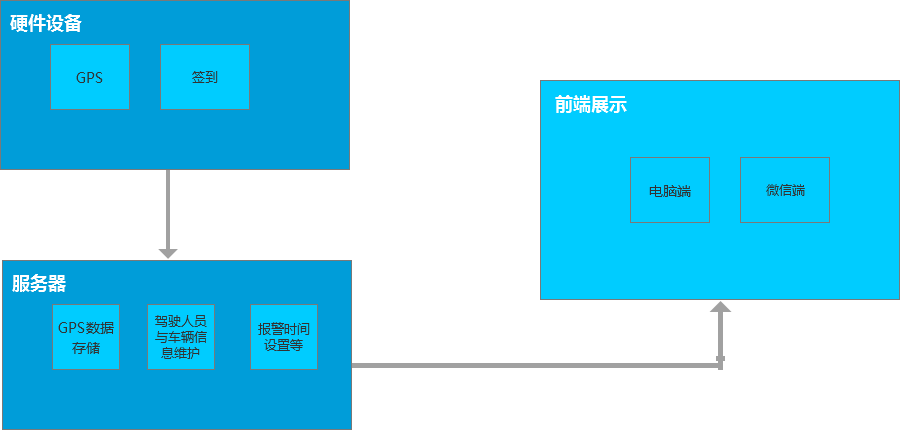 硬件设备
GPS
签到
服务器
GPS数据
存储
驾驶人员
与车辆信
息维护
报警时间
设置等
前端展示
电脑端
微信端